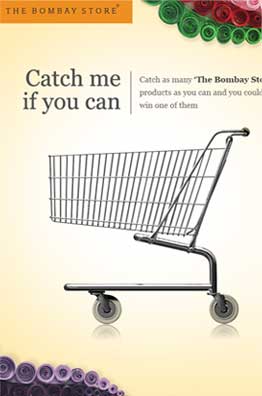 THE BOMBAY STORE
Catch me
if you can
Catch as many "The Bombay Sto
products as you can and you could
win one of them